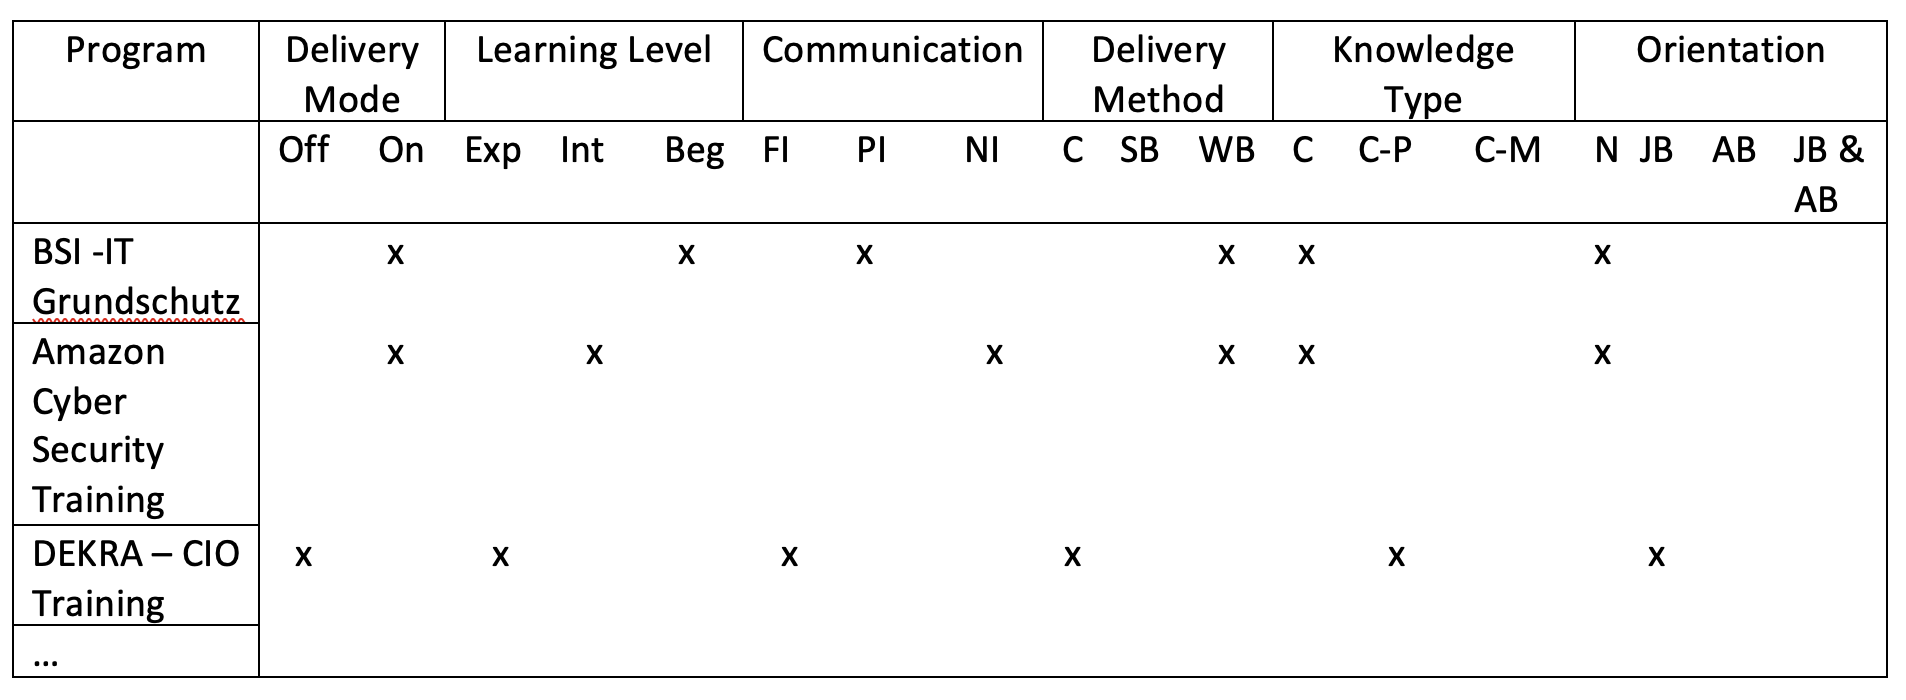 Program Delivery Mode Learning Level Communication Delivery Method Knowledge Type Orientation
Off On Exp Int Beg FI PI NI C SB WB C C-P C-M N JB AB JB & AB
BSI -IT Grundschutz x x x x x x
Amazon Cyber Security Training x x x x x x
DEKRA – CIO Training x x x x x x
...